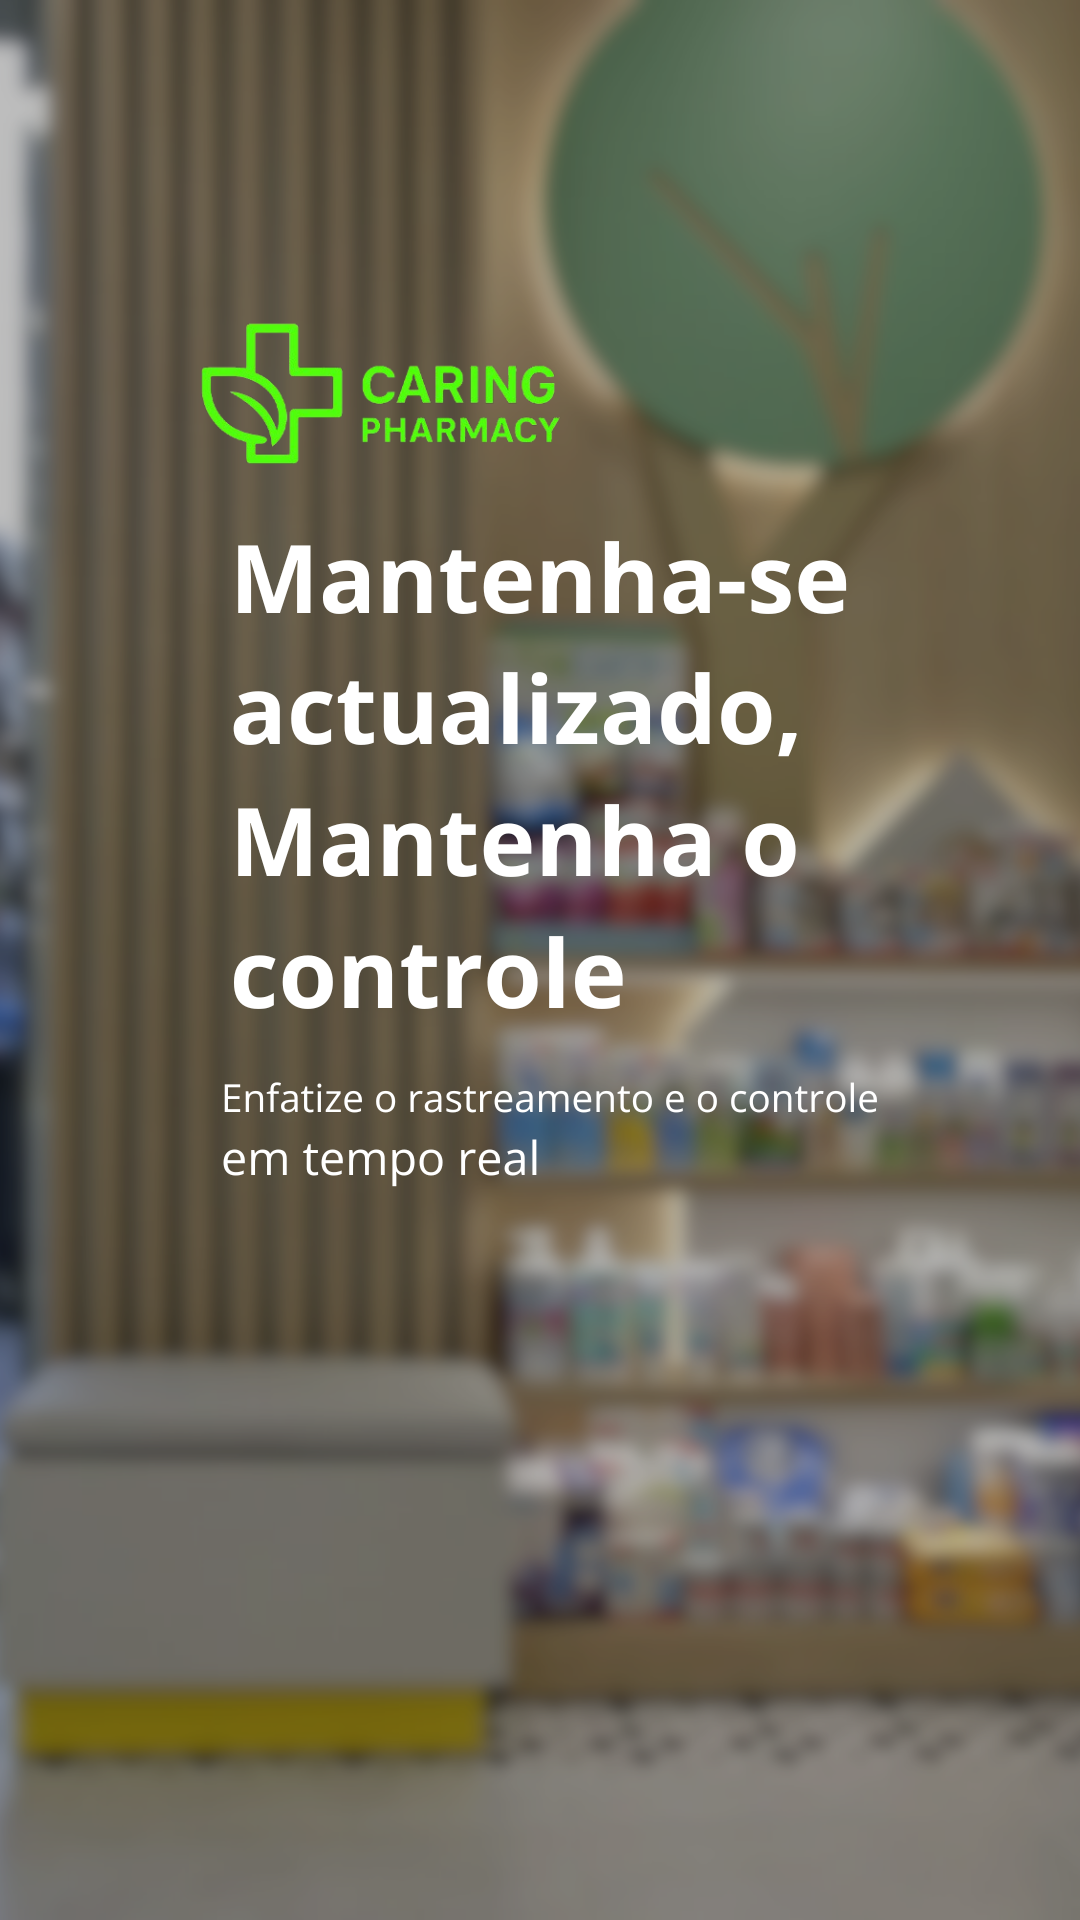 CARING
PHARMACY
Mantenha-se
actualizado,
Mantenha o
controle
Enfatize o rastreamento e o controle
em tempo real